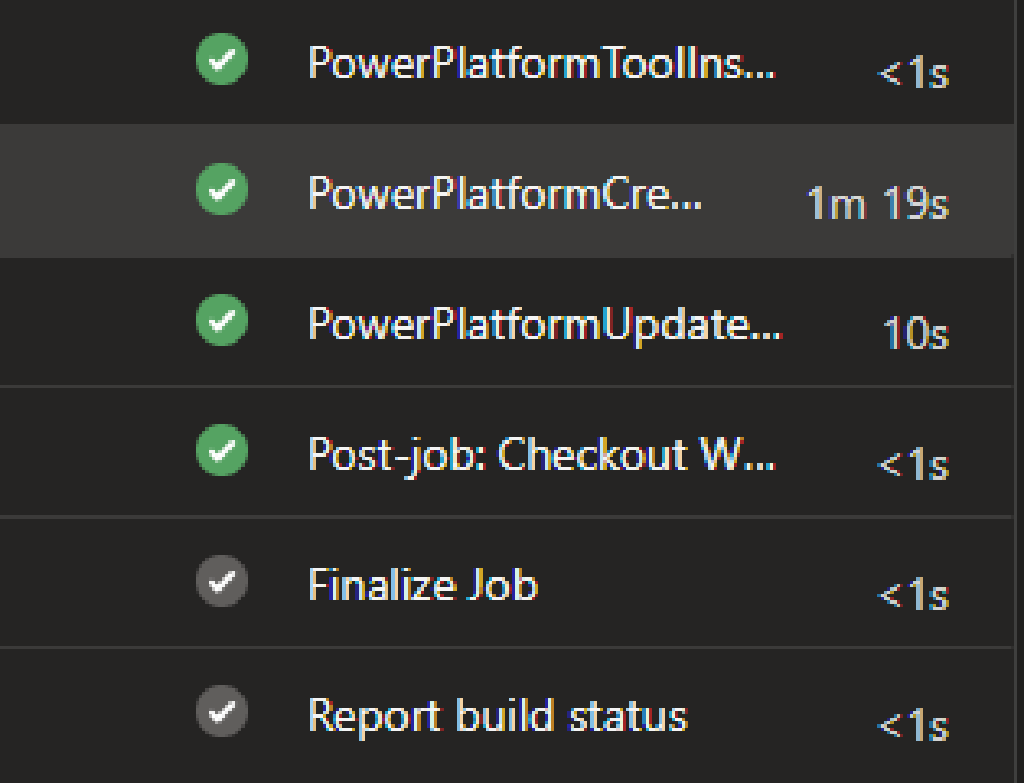 PowerPlatformToolIns... <1s
PowerPlatformCre... 1m 19s
PowerPlatformUpdate... 10s
Post-job: Checkout W... <1s
Finalize Job <1s
Report build status <1s